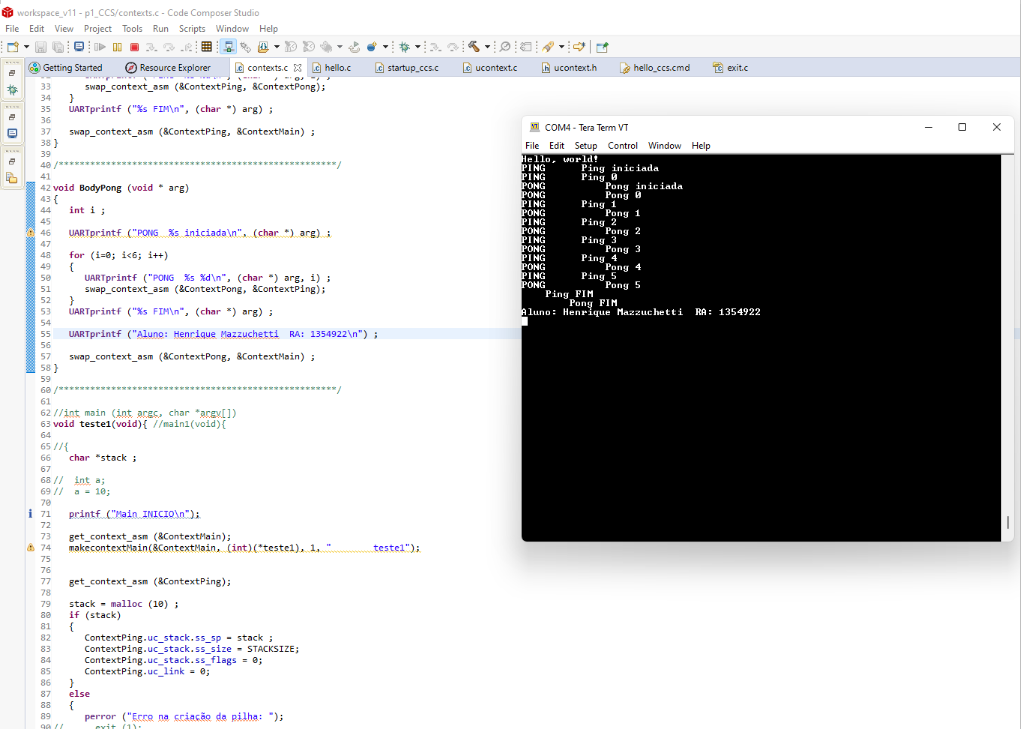 workspace_v11 - p1_CCS/contexts.c - Code Composer Studio
File Edit View Project Tools Run Scripts Window Help
Getting Started Resource Explorer contexts.c hello.c startup_ccs.c ucontext.c ucontext.h hello_ccs.cmd exit.c
33 swap_context_asm (&ContextPing, &ContextPong);
34 }
35 UARTprintf ("%s FIM\n", (char *) arg) ;
36
37 swap_context_asm (&ContextPing, &ContextMain) ;
38 }
39
40 /*****************************************************/
41
42 void BodyPong (void * arg)
43 {
44 int i ;
45
46 UARTprintf ("PONG  %s iniciada\n", (char *) arg) ;
47
48 for (i=0; i<6; i++)
49 {
50 UARTprintf ("PONG  %s %d\n", (char *) arg, i) ;
51 swap_context_asm (&ContextPong, &ContextPing);
52 }
53 UARTprintf ("%s FIM\n", (char *) arg) ;
54
55 UARTprintf ("Aluno: Henrique Mazzuchetti  RA: 1354922\n") ;
56
57 swap_context_asm (&ContextPong, &ContextMain) ;
58 }
59
60 /*****************************************************/
61
62 //int main (int argc, char *argv[])
63 void teste1(void){ //main1(void){
64
65 //{
66 char *stack ;
67
68 //  int a;
69 //  a = 10;
70
71 printf ("Main INICIO\n");
72
73 get_context_asm (&ContextMain);
74 makecontextMain(&ContextMain, (int)(*teste1), 1, "        teste1");
75
76
77 get_context_asm (&ContextPing);
78
79 stack = malloc (10) ;
80 if (stack)
81 {
82 ContextPing.uc_stack.ss_sp = stack ;
83 ContextPing.uc_stack.ss_size = STACKSIZE;
84 ContextPing.uc_stack.ss_flags = 0;
85 ContextPing.uc_link = 0;
86 }
87 else
88 {
89 perror ("Erro na criação da pilha: ");
90 //      exit (1);
COM4 - Tera Term VT
File Edit Setup Control Window Help
Hello, world!
PING Ping iniciada
PING Ping 0
PONG Pong iniciada
PONG Pong 0
PING Ping 1
PONG Pong 1
PING Ping 2
PONG Pong 2
PING Ping 3
PONG Pong 3
PING Ping 4
PONG Pong 4
PING Ping 5
PONG Pong 5
Ping FIM
Pong FIM
Aluno: Henrique Mazzuchetti  RA: 1354922